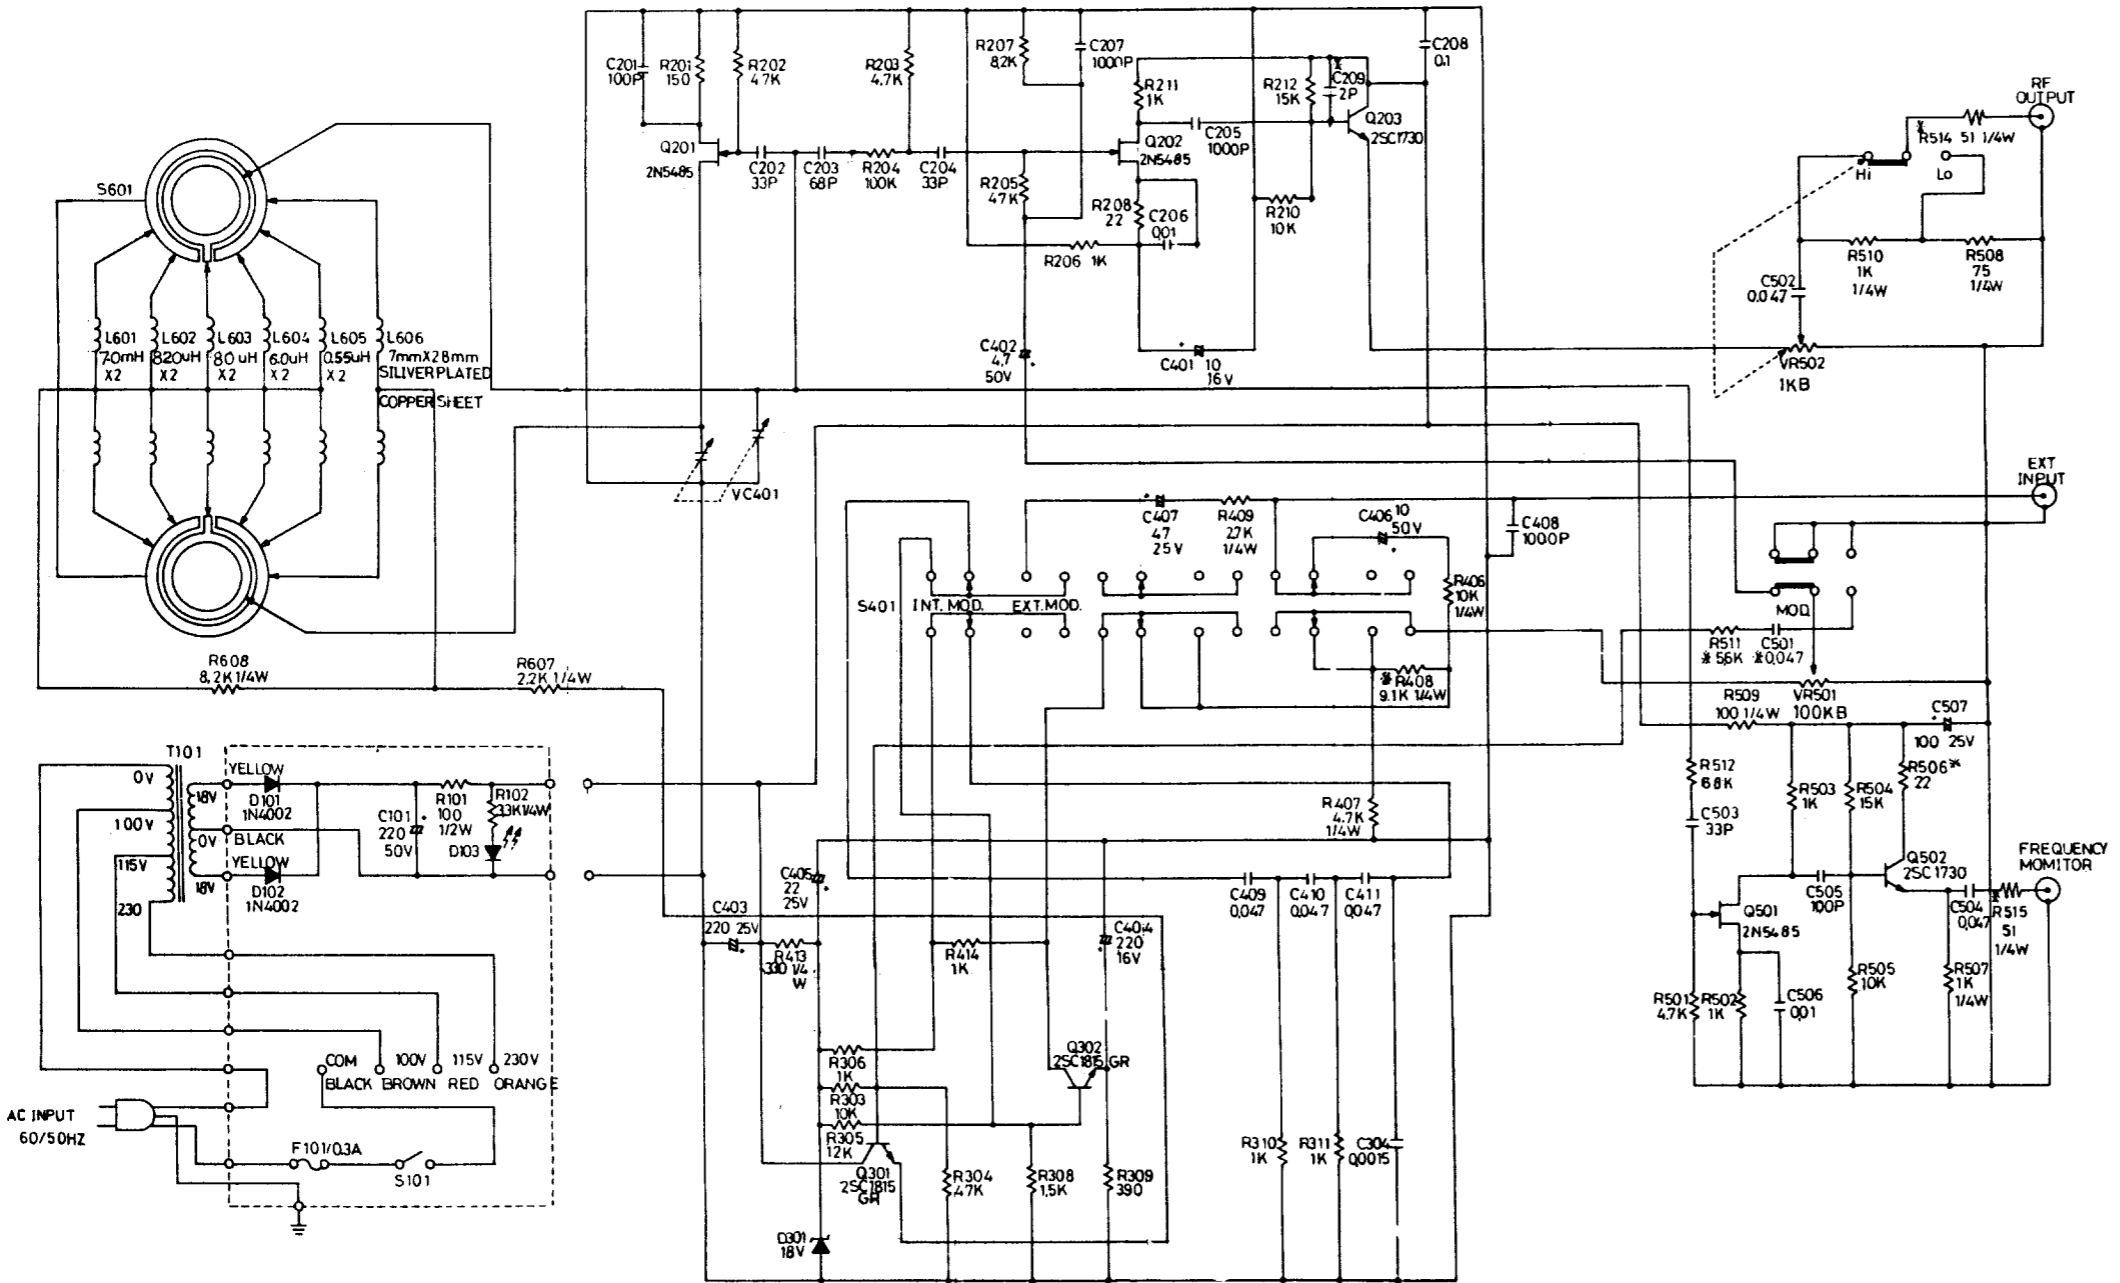 C201
100P
R201
150
R202
4.7K
R203
4.7K
R207
8.2K
C207
1000P
R211
1K
R212
15K
*
C209
2P
C208
0.1
Q201
2N5485
C202
33P
C203
68P
R204
100K
C204
33P
R205
47K
Q202
2N5485
C205
1000P
Q203
2SC1730
R208
22
C206
0.01
R210
10K
R206 1K
C402
4.7
50V
C401
10
16V
RF
OUTPUT
*
R514 51 1/4W
Hi
Lo
R510
1K
1/4W
R508
75
1/4W
C502
0.047
VR502
1KB
S601
L601
7.0mH
X2
L602
820uH
X2
L603
80 uH
X2
L604
6.0uH
X2
L605
0.55uH
X2
L606
7mmX28mm
SILIVERPLATED
COPPER SHEET
VC401
R608
8.2K 1/4W
R607
2.2K 1/4W
EXT
INPUT
C407
47
25V
R409
27K
1/4W
C406
10
50V
C408
1000P
S401
INT. MOD.
EXT.MOD.
R406
10K
1/4W
*
R408
9.1K 1/4W
MOD.
R511
*56K
C501
*0.047
VR501
100KB
R509
100 1/4W
C507
100 25V
T101
0V
100V
115V
230
18V
0V
18V
YELLOW
D101
1N4002
BLACK
YELLOW
D102
1N4002
C101
220
50V
R101
100
1/2W
R102
3.3K1/4W
D103
R407
4.7K
1/4W
R512
68K
R503
1K
R504
15K
R506*
22
C503
33P
C405
22
25V
C403
220 25V
R413
330 1/4
W
R414
1K
C404
220
16V
C409
0.047
C410
0.047
C411
0.047
Q501
2N5485
C505
100P
Q502
2SC1730
C504
0.047
*
R515
51
1/4W
FREQUENCY
MOMITOR
R501
4.7K
R502
1K
C506
0.01
R505
10K
R507
1K
1/4W
COM
BLACK
100V
BROWN
115V
RED
230V
ORANGE
AC INPUT
60/50HZ
F101/0.3A
S101
R306
1K
R303
10K
R305
12K
Q302
2SC1815 GR
Q301
2SC1815
GR
R304
47K
R308
1.5K
R309
390
R310
1K
R311
1K
C304
0.0015
D301
18V